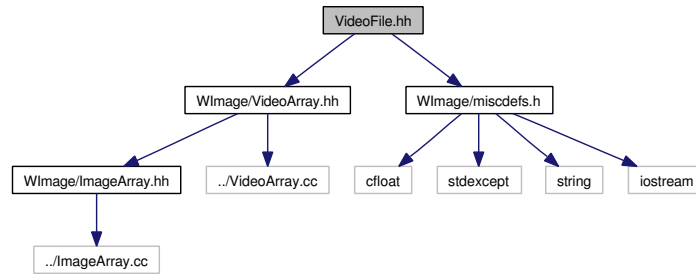 VideoFile.hh
WImage/VideoArray.hh
WImage/miscdefs.h
WImage/ImageArray.hh
../VideoArray.cc
cfloat
stdexcept
string
iostream
../ImageArray.cc